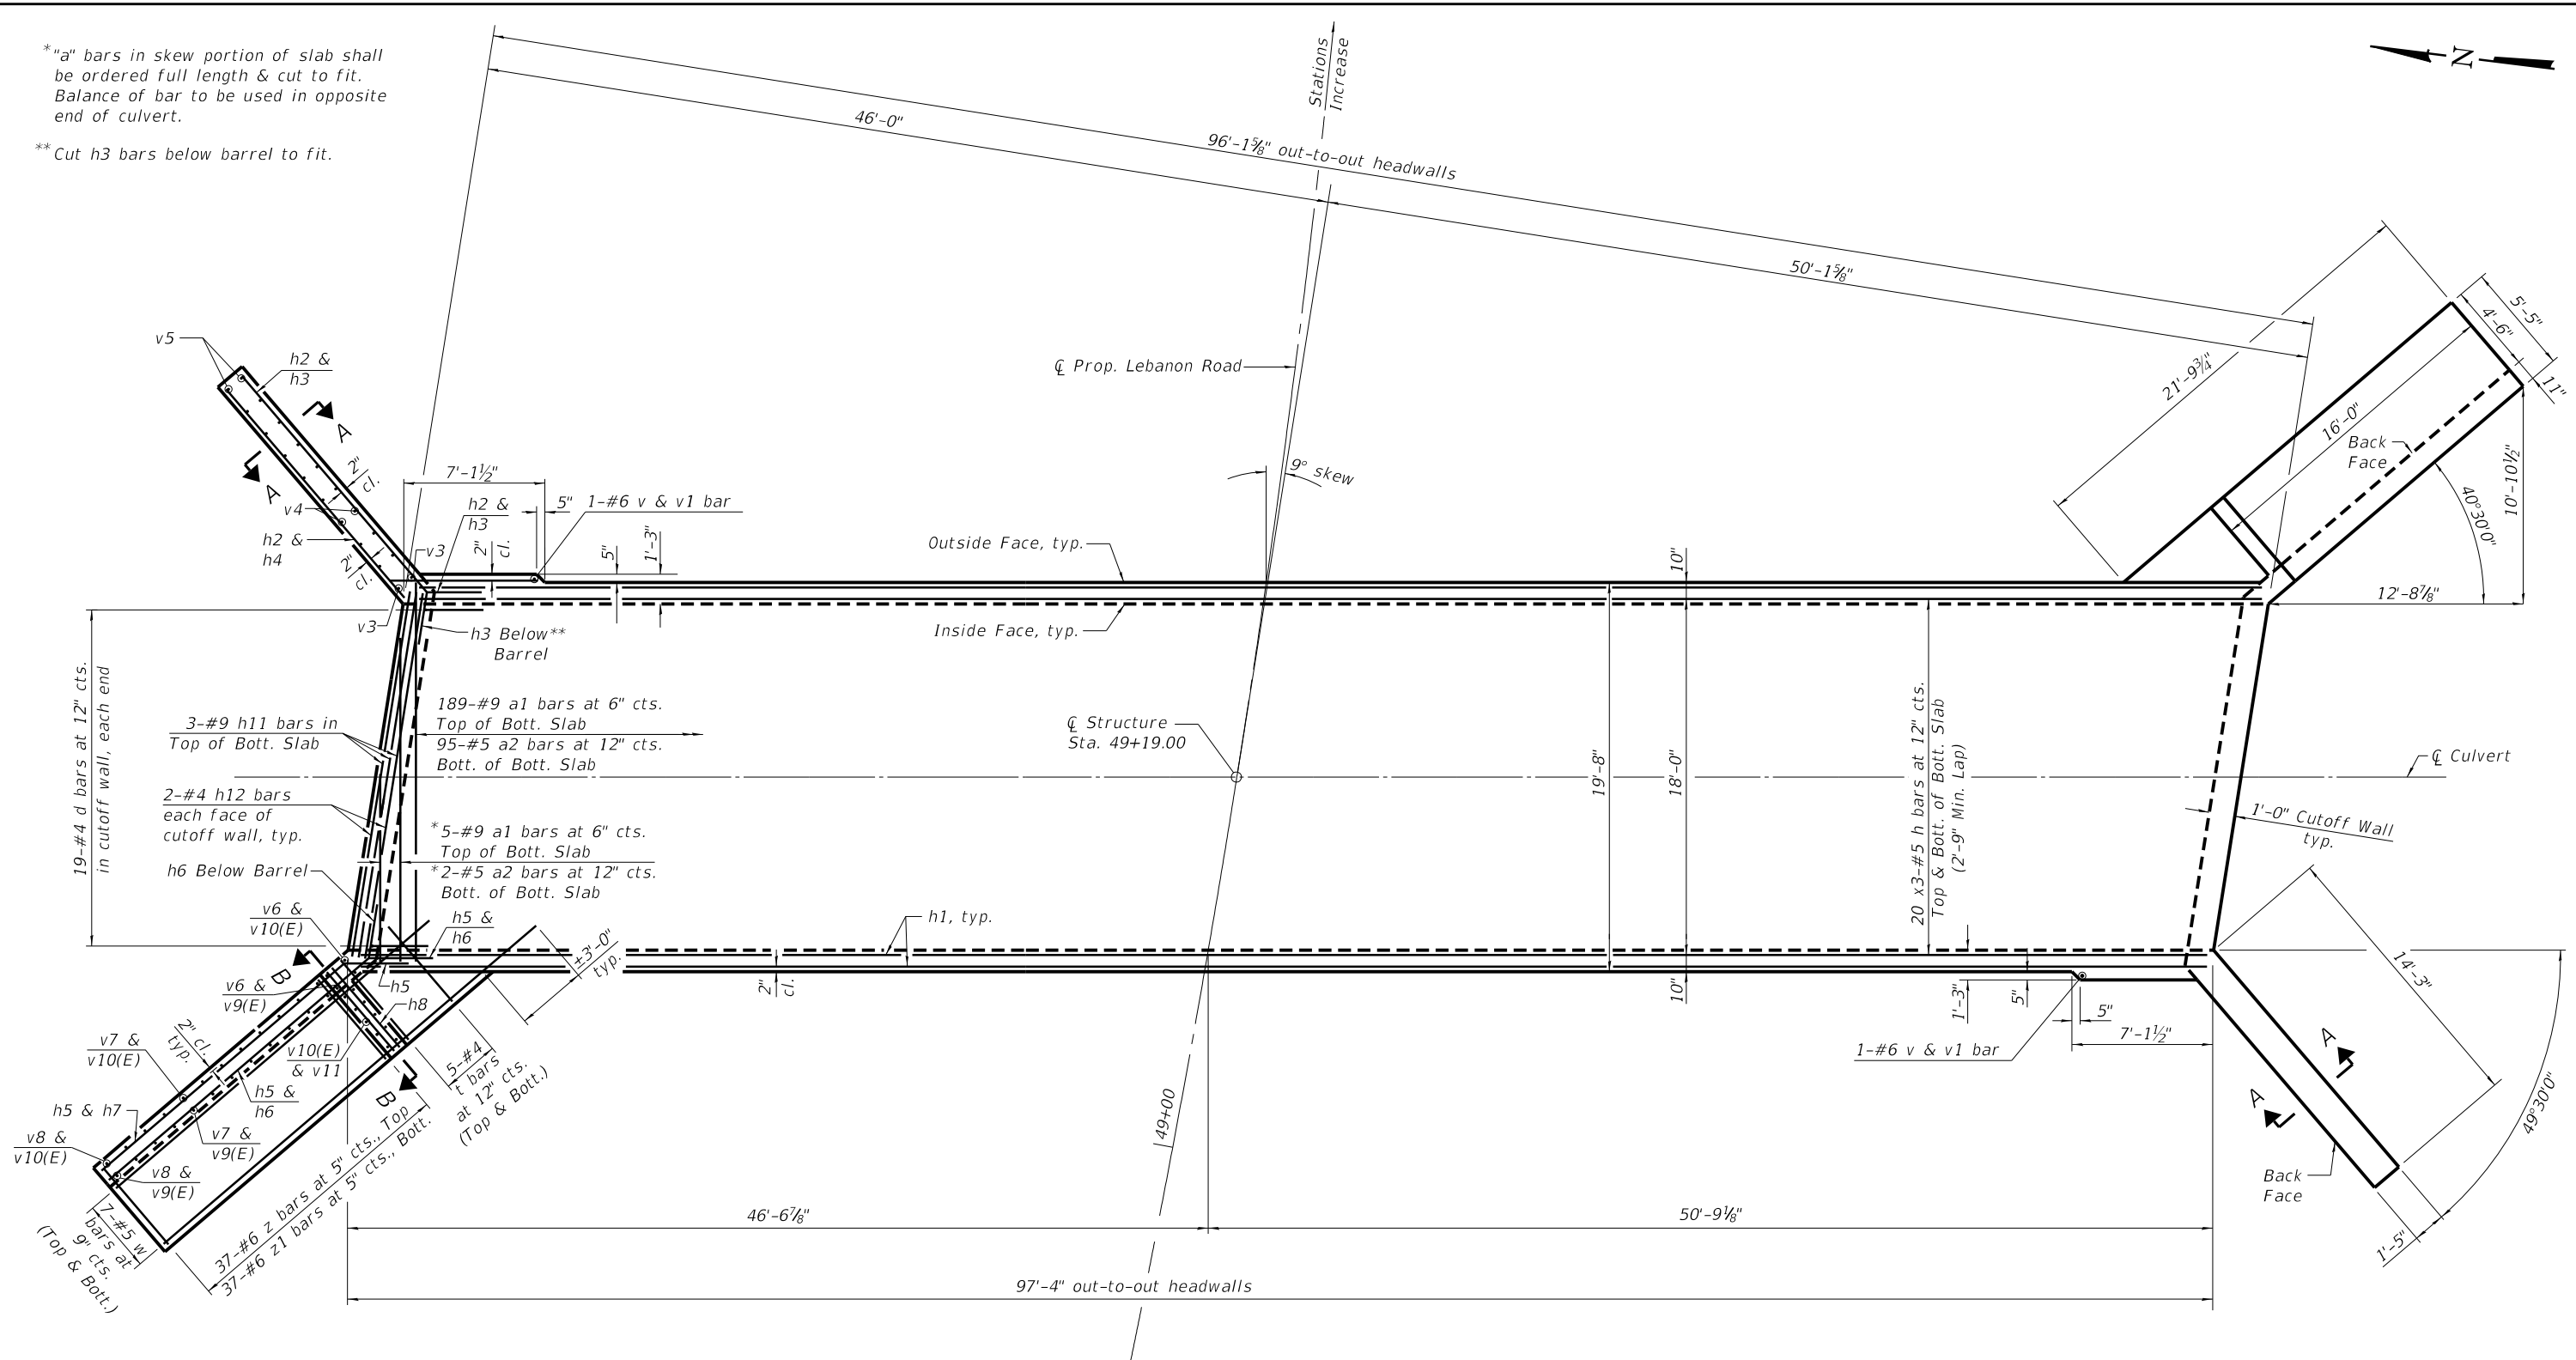 *"a" bars in skew portion of slab shall
be ordered full length & cut to fit.
Balance of bar to be used in opposite
end of culvert.
**Cut h3 bars below barrel to fit.
Stations
Increase
N
46'-0"
96'-1⅝" out-to-out headwalls
50'-1⅝"
5'-5"
4'-6"
11"
21'-9¾"
16'-0"
Back
Face
40°30'0"
10'-10½"
12'-8⅞"
℄ Prop. Lebanon Road
9° skew
v5
h2 &
h3
A
A
2"
cl.
v4
h2 &
h4
2"
cl.
7'-1½"
5"
1-#6 v & v1 bar
h2 &
h3
v3
2"
cl.
5"
1'-3"
v3
h3 Below**
Barrel
Outside Face, typ.
Inside Face, typ.
10"
19'-8"
18'-0"
10"
20 x3-#5 h bars at 12" cts.
Top & Bott. of Bott. Slab
(2'-9" Min. Lap)
19-#4 d bars at 12" cts.
in cutoff wall, each end
3-#9 h11 bars in
Top of Bott. Slab
2-#4 h12 bars
each face of
cutoff wall, typ.
h6 Below Barrel
189-#9 a1 bars at 6" cts.
Top of Bott. Slab
95-#5 a2 bars at 12" cts.
Bott. of Bott. Slab
*5-#9 a1 bars at 6" cts.
Top of Bott. Slab
*2-#5 a2 bars at 12" cts.
Bott. of Bott. Slab
℄ Structure
Sta. 49+19.00
℄ Culvert
1'-0" Cutoff Wall
typ.
v6 &
v10(E)
B
h5 &
h6
h1, typ.
±3'-0"
typ.
2"
cl.
v6 &
v9(E)
h5
h8
2" cl.
typ.
v7 &
v10(E)
v10(E)
& v11
h5 &
h6
B
5-#4
t bars
at 12" cts.
(Top & Bott.)
h5 & h7
v7 &
v9(E)
v8 &
v10(E)
v8 &
v9(E)
7-#5 w
bars at
9" cts.
(Top & Bott.)
37-#6 z bars at 5" cts., Top
37-#6 z1 bars at 5" cts., Bott.
49+00
1'-3"
5"
5"
7'-1½"
1-#6 v & v1 bar
14'-3"
A
A
49°30'0"
Back
Face
1'-5"
46'-6⅞"
50'-9⅛"
97'-4" out-to-out headwalls